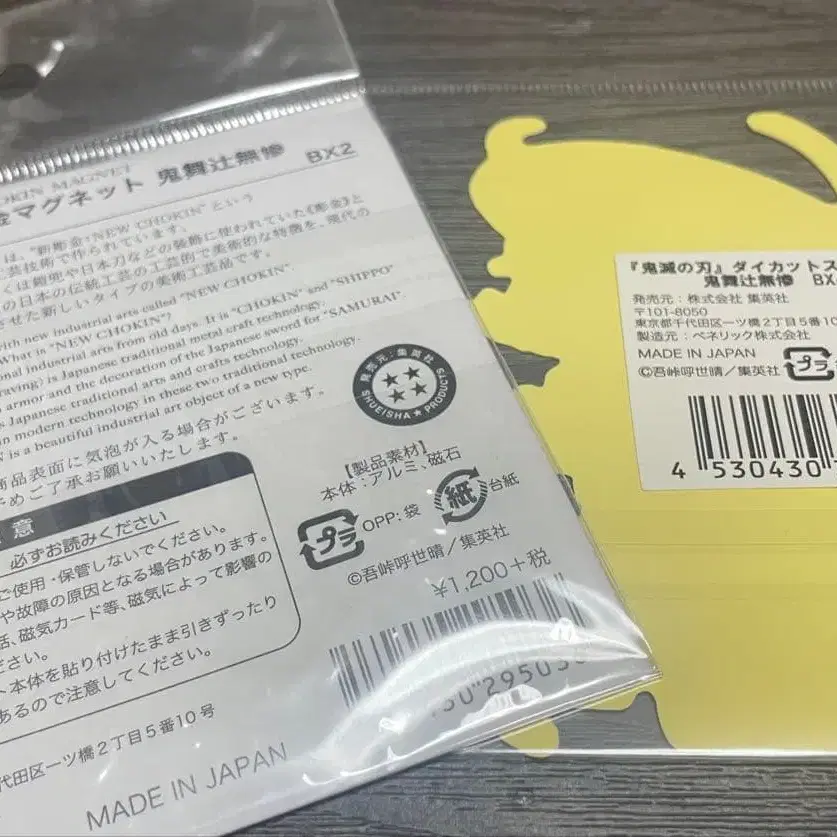 OKIN MAGNET
金マグネット 鬼舞辻無惨 BX2
は、"新彫金：NEW CHOKIN"という
芸技術で作られています。
くは鎧兜や日本刀などの装飾に使われていた《彫金》と
の日本の伝統工芸の工芸的で美術的な特徴を、現代の
させた新しいタイプの美術工芸品です。
with new industrial arts called "NEW CHOKIN".
What is "NEW CHOKIN"?
onal industrial arts from old days. It is "CHOKIN" and "SHIPPO"
raving) is Japanese traditional metal craft technology.
armor and the decoration of the Japanese sword for "SAMURAI".
Japanese traditional arts and crafts technology.
in modern technology in these two traditional technology.
N is a beautiful industrial art object of a new type.
商品表面に気泡が入る場合がございます。
めご了承お願いいたします。
意
必ずお読みください
ご使用・保管しないでください。
や故障の原因となる場合があります。
話、磁気カード等、磁気によって影響の
ださい。
ト本体を貼り付けたまま引きずったり
あるので注意してください。
代田区一ツ橋2丁目5番10号
MADE IN JAPAN
発売元：集英社
SHUEISHA★PRODUCTS
【製品素材】
本体：アルミ、磁石
プラ OPP：袋 紙 台紙
©吾峠呼世晴／集英社
¥1,200＋税
『鬼滅の刃』ダイカットス
鬼舞辻無惨 BX
発売元：株式会社 集英社
〒101-8050
東京都千代田区一ツ橋2丁目5番10
製造元：ベネリック株式会社
MADE IN JAPAN
©吾峠呼世晴／集英社 プラ
4 530430